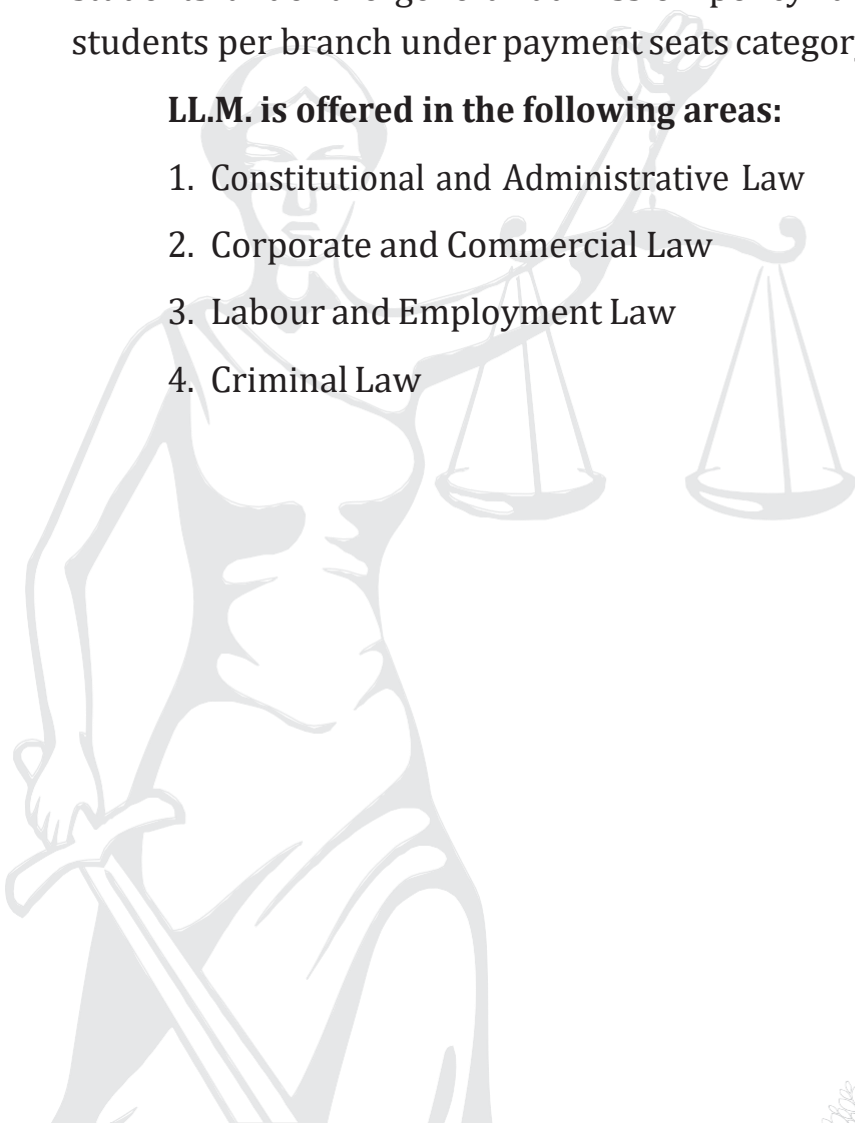 students per branch under payment seats category
LL.M. is offered in the following areas:
1. Constitutional and Administrative Law
2. Corporate and Commercial Law
3. Labour and Employment Law
4. Criminal Law